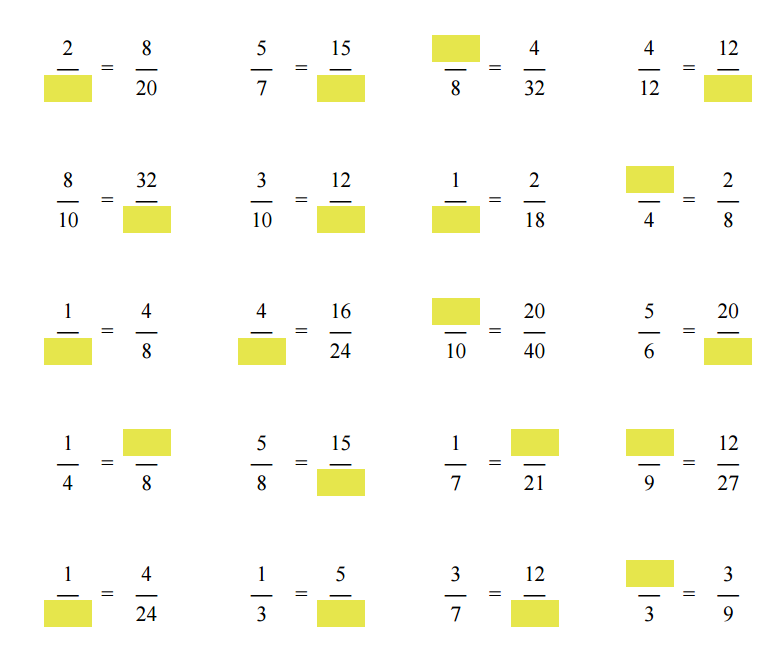 2 = 8 5 = 15 = 4 4 = 12
20 7 8 32 12
8 = 32 3 = 12 1 = 2 = 2
10 10 18 4 8
1 = 4 4 = 16 = 20 5 = 20
8 24 10 40 6
1 = 5 = 15 1 = = 12
4 8 8 7 21 9 27
1 = 4 1 = 5 3 = 12 = 3
24 3 7 3 9